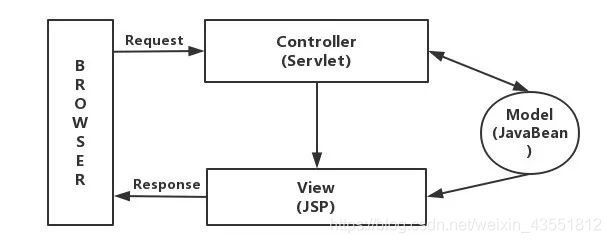 B
R
O
W
S
E
R
Request
Controller
(Servlet)
Model
(JavaBean
)
Response
View
(JSP)
https://blog.csdn.net/weixin_43551812